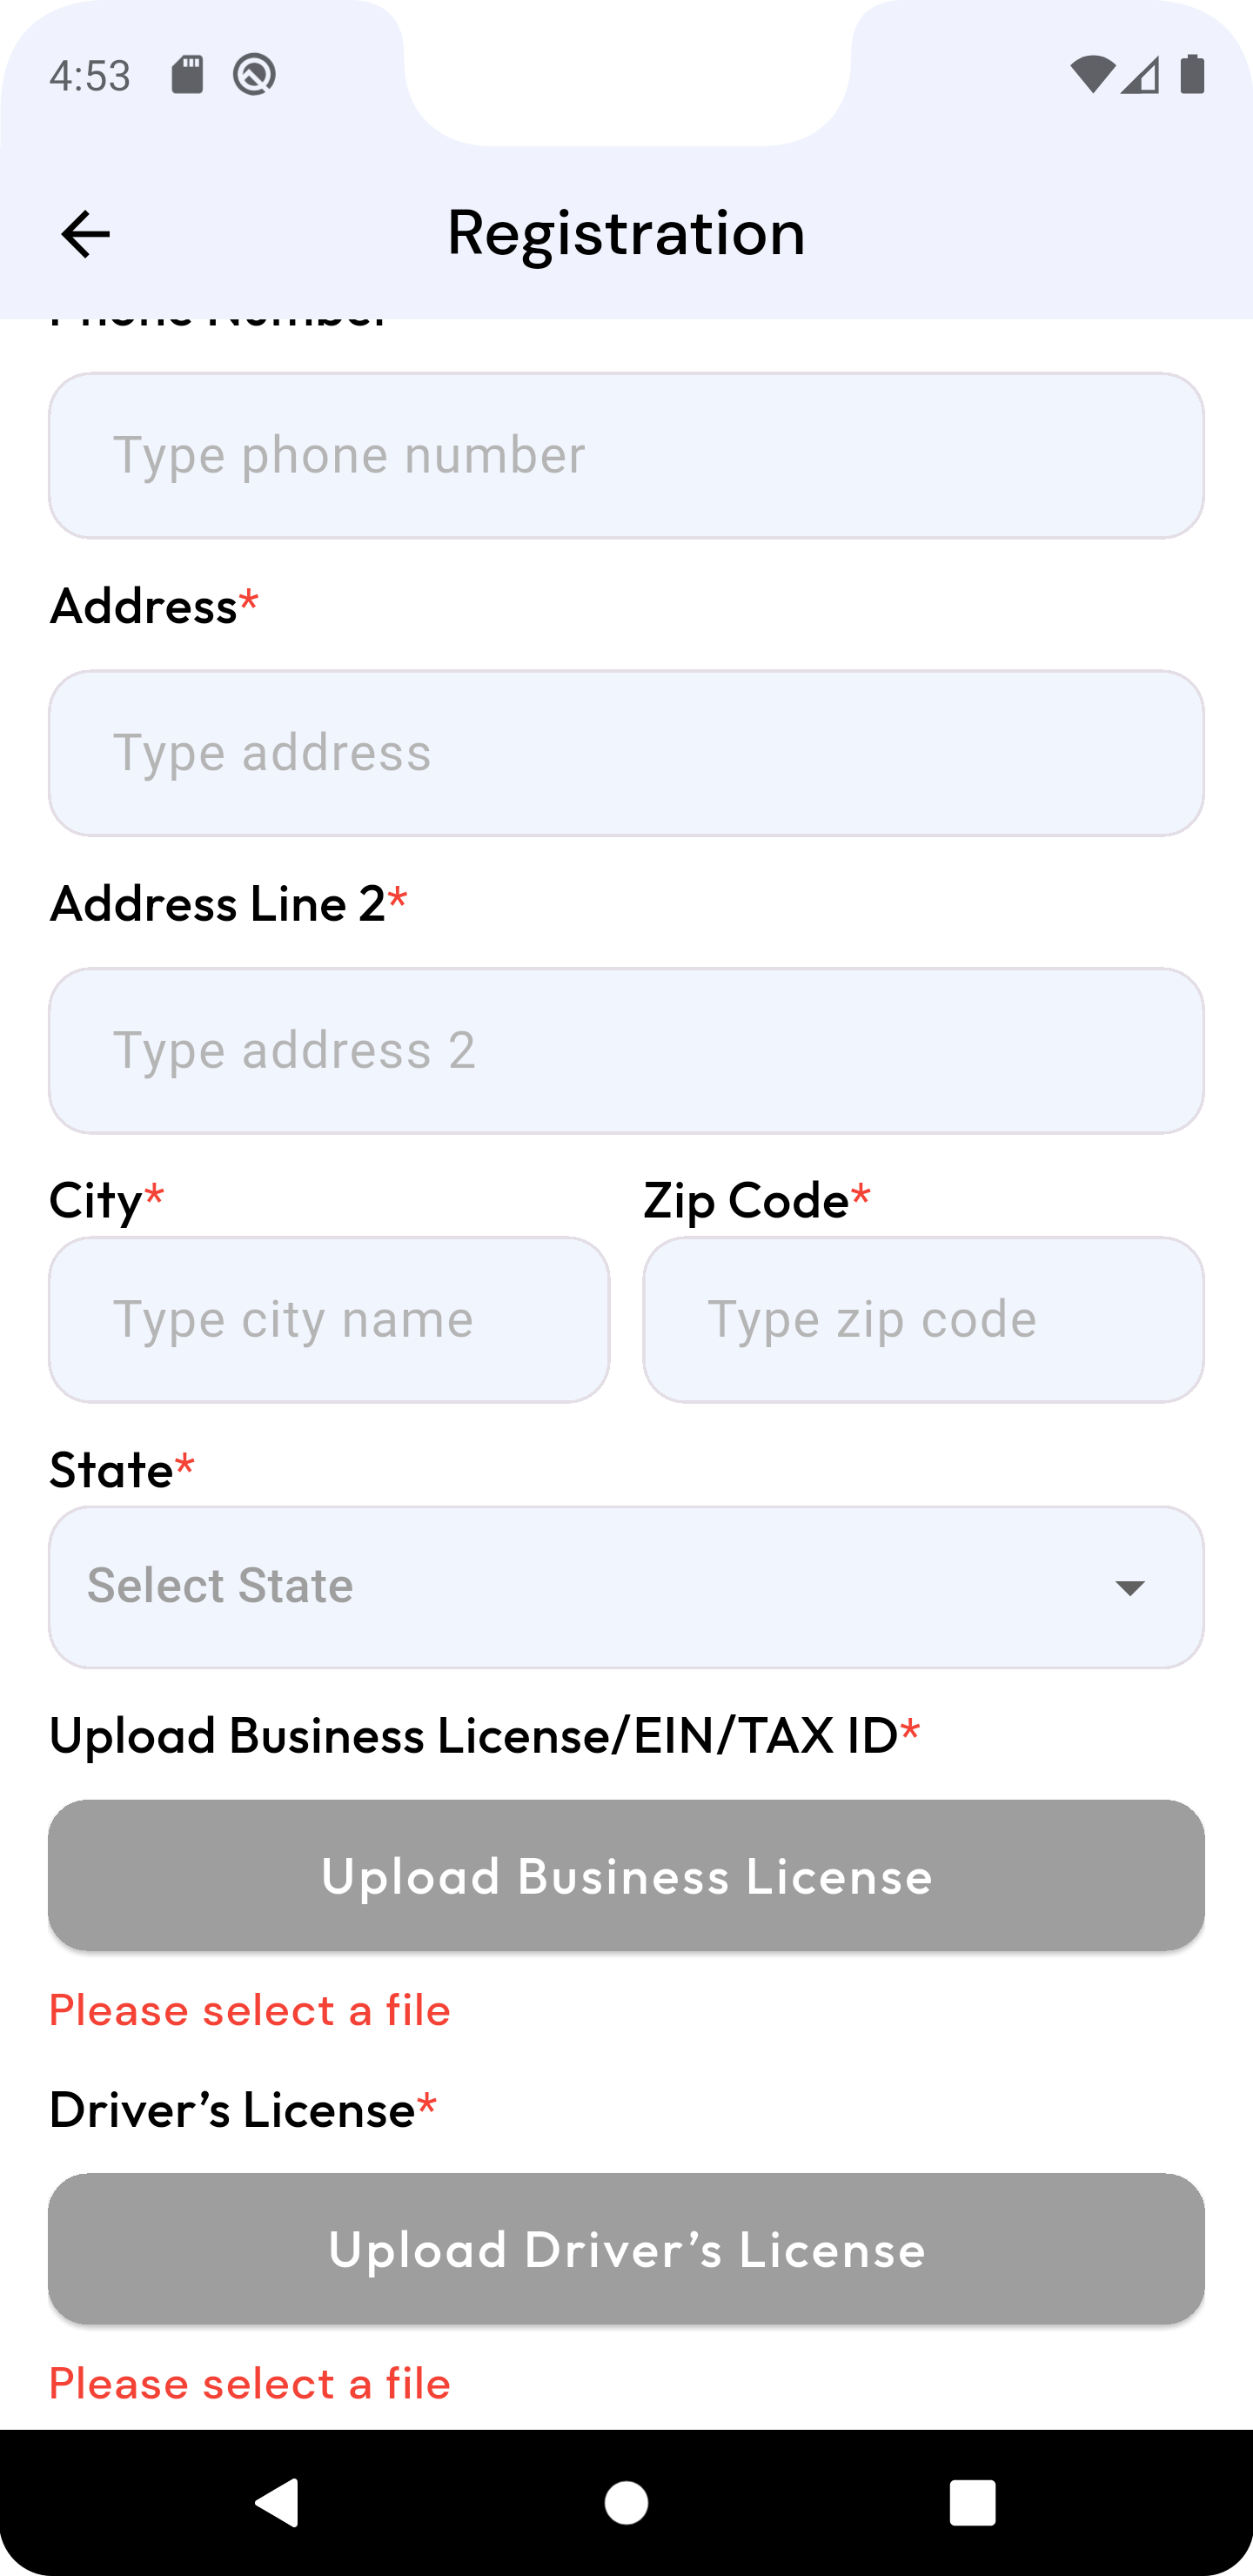 4:53
Registration
Phone Number
Type phone number
Address*
Type address
Address Line 2*
Type address 2
City*
Zip Code*
Type city name
Type zip code
State*
Select State
Upload Business License/EIN/TAX ID*
Upload Business License
Please select a file
Driver’s License*
Upload Driver’s License
Please select a file